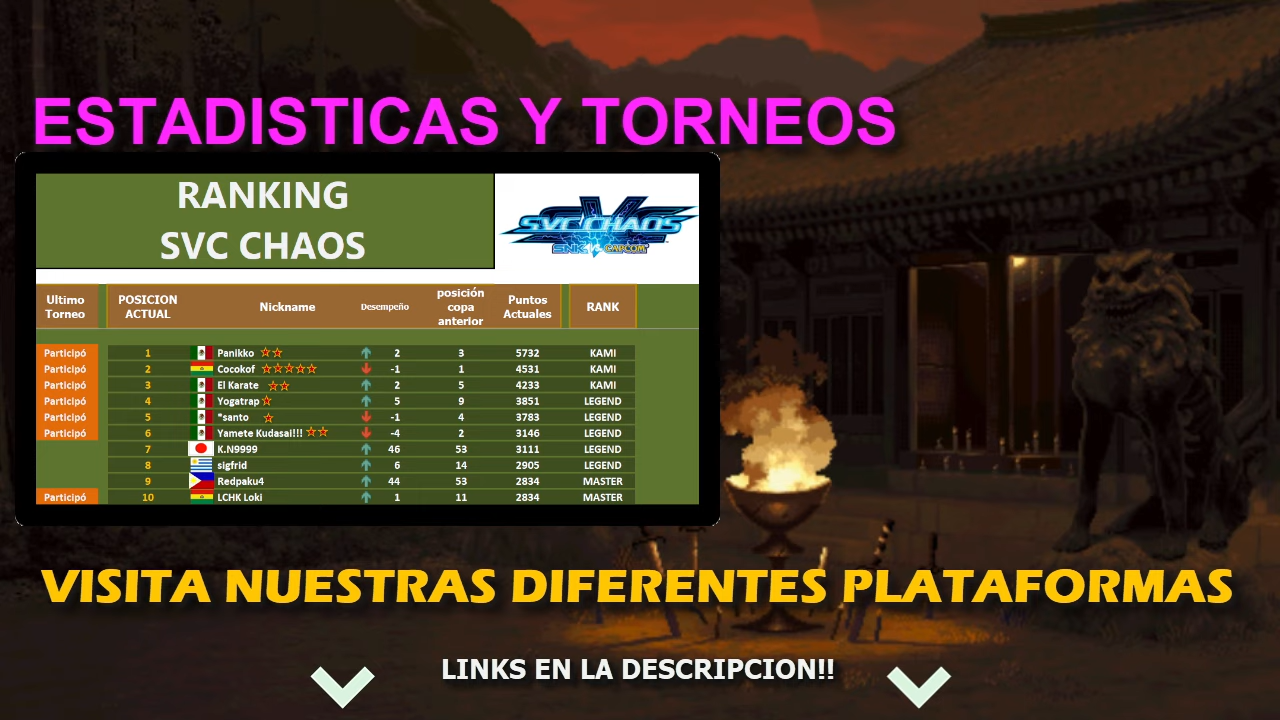 ESTADISTICAS Y TORNEOS
RANKING
SVC CHAOS
SVC CHAOS
SNK VS CAPCOM
Ultimo Torneo POSICION ACTUAL Nickname Desempeño posición copa anterior Puntos Actuales RANK
Participó 1 Panikko 2 3 5732 KAMI
Participó 2 Cocokof -1 1 4531 KAMI
Participó 3 El Karate 2 5 4233 KAMI
Participó 4 Yogatrap 5 9 3851 LEGEND
Participó 5 *santo -1 4 3783 LEGEND
Participó 6 Yamete Kudasai!!! -4 2 3146 LEGEND
7 K.N9999 46 53 3111 LEGEND
8 sigfrid 6 14 2905 LEGEND
9 Redpaku4 44 53 2834 MASTER
Participó 10 LCHK Loki 1 11 2834 MASTER
VISITA NUESTRAS DIFERENTES PLATAFORMAS
LINKS EN LA DESCRIPCION!!